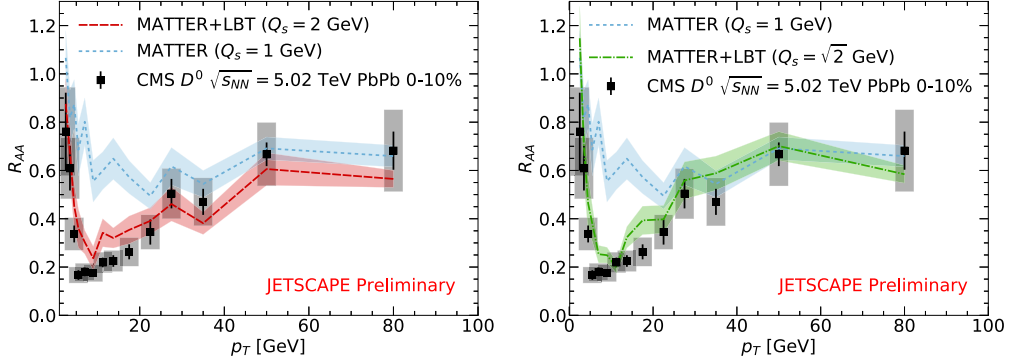 MATTER+LBT (Q_s = 2 GeV)
MATTER (Q_s = 1 GeV)
CMS D^0 √s_NN = 5.02 TeV PbPb 0-10%
1.2
1.0
0.8
0.6
0.4
0.2
0.0
R_AA
JETSCAPE Preliminary
20 40 60 80 100
p_T [GeV]
MATTER (Q_s = 1 GeV)
MATTER+LBT (Q_s = √2 GeV)
CMS D^0 √s_NN = 5.02 TeV PbPb 0-10%
1.2
1.0
0.8
0.6
0.4
0.2
0.0
R_AA
JETSCAPE Preliminary
0 20 40 60 80 100
p_T [GeV]